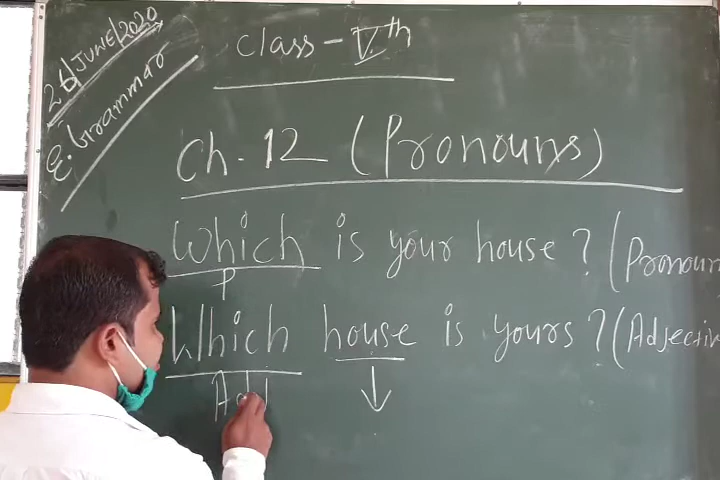 26/JUNE/2020
E. Grammar
Class - Vth
Ch. 12 (Pronouns)
Which is your house? (Pronoun
P
Which house is yours? (Adjectiv
Ad